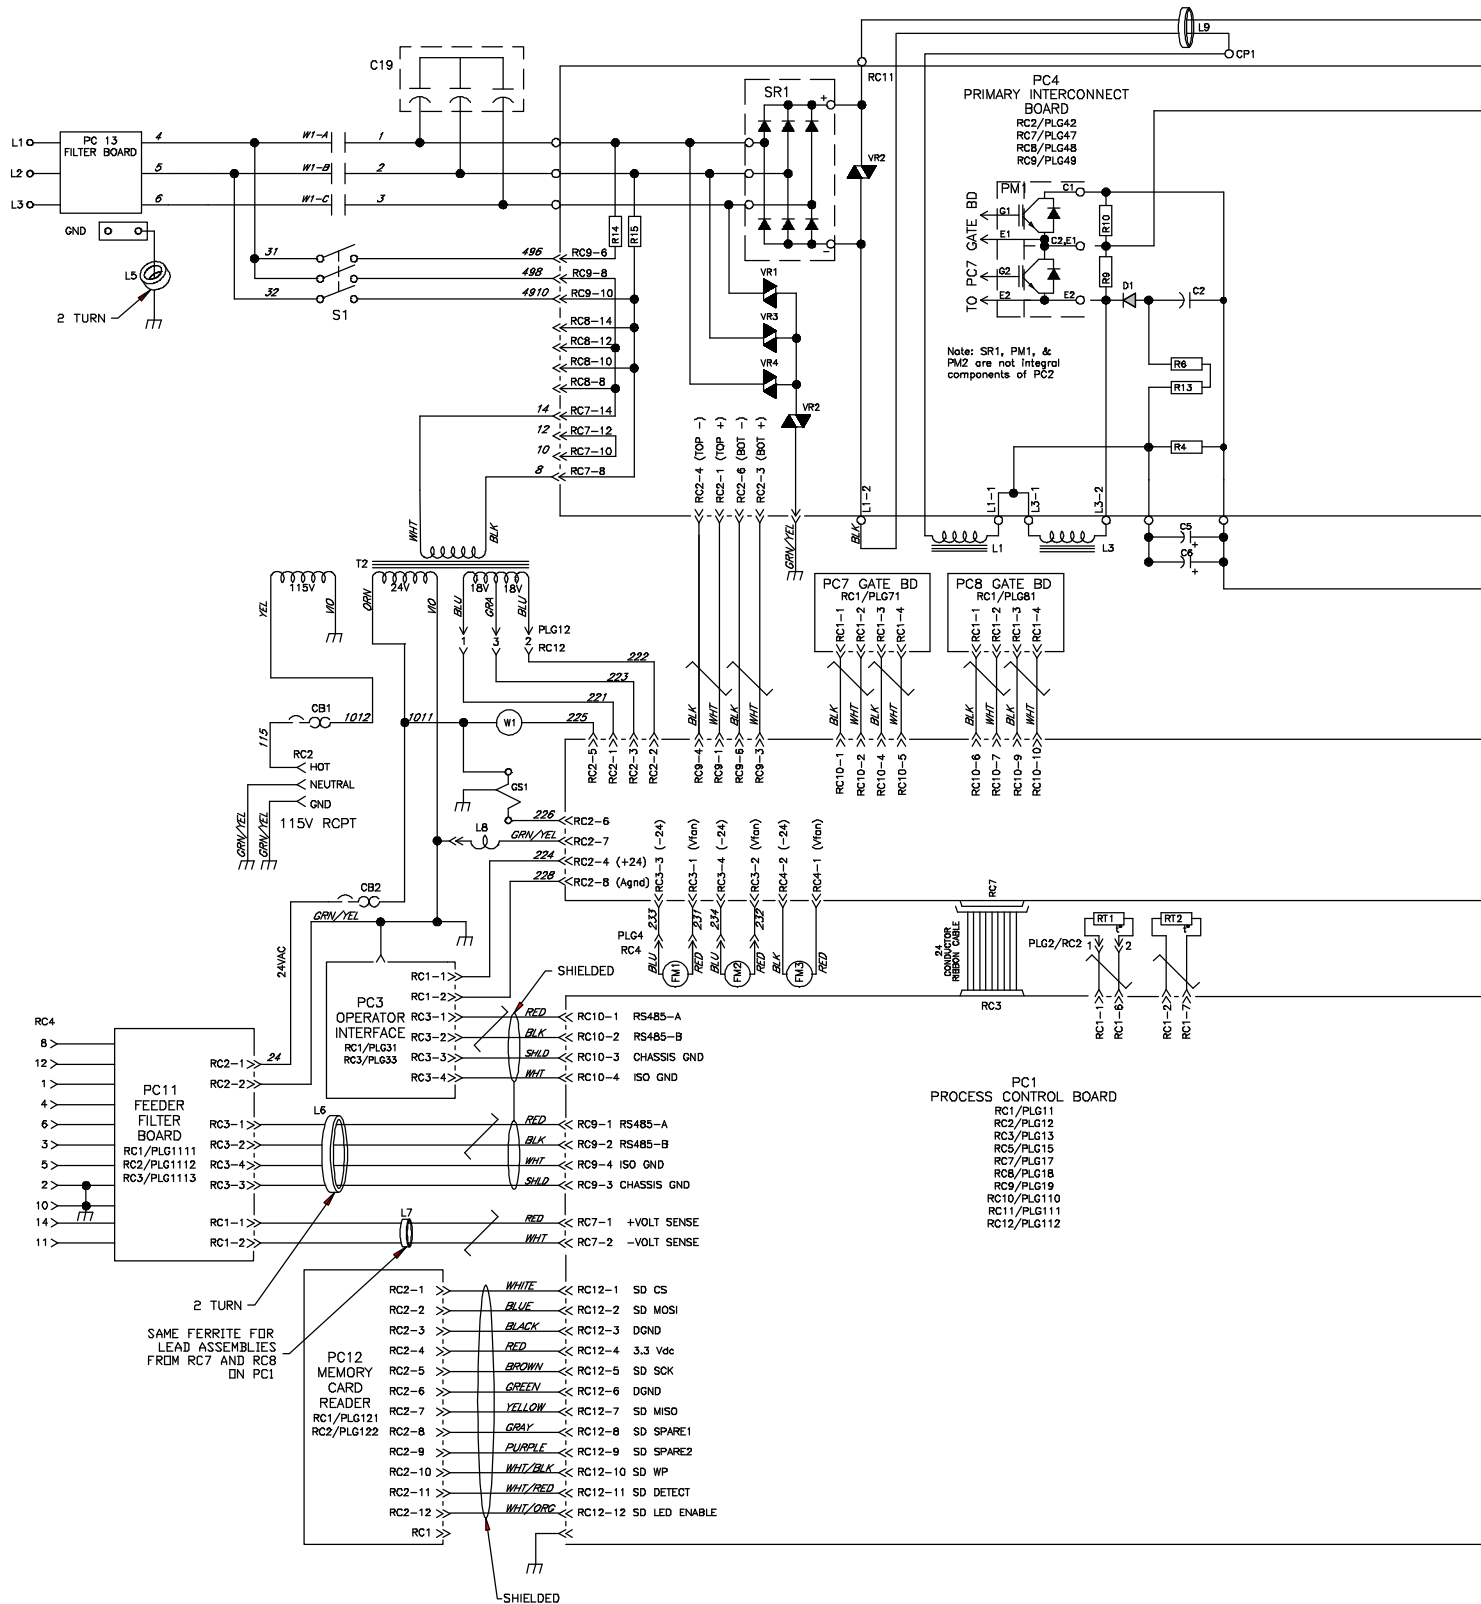 L9
CP1
C19
RC11
SR1
+
-
PC4
PRIMARY INTERCONNECT
BOARD
RC2/PLG42
RC7/PLG47
RC8/PLG48
RC9/PLG49
L1
L2
L3
PC 13
FILTER BOARD
4
5
6
W1-A
W1-B
W1-C
1
2
3
VR2
GND
L5
2 TURN
31
32
S1
496
498
4910
R14
R15
RC9-6
RC9-8
RC9-10
RC8-14
RC8-12
RC8-10
RC8-8
RC7-14
RC7-12
RC7-10
RC7-8
14
12
10
8
VR1
VR3
VR4
VR2
PM1
C1
G1
E1
C2,E1
G2
E2
E2
TO PC7 GATE BD
R10
R9
D1
C2
Note: SR1, PM1, &
PM2 are not integral
components of PC2
R6
R13
R4
RC2-4 (TOP -)
RC2-1 (TOP +)
RC2-6 (BOT -)
RC2-3 (BOT +)
GRN/YEL
L1-2
BLK
L1-1
L3-1
L3-2
L1
L3
C5
+
C6
+
WHT
BLK
T2
115V
24V
18V
18V
YEL
VIO
ORN
VIO
BLU
GRA
BLU
1
3
2
PLG12
RC12
222
223
221
PC7 GATE BD
RC1/PLG71
RC1-1
RC1-2
RC1-3
RC1-4
PC8 GATE BD
RC1/PLG81
RC1-1
RC1-2
RC1-3
RC1-4
BLK
WHT
BLK
WHT
BLK
WHT
BLK
WHT
BLK
WHT
BLK
WHT
CB1
1012
1011
W1
225
115
RC2
HOT
NEUTRAL
GND
115V RCPT
GRN/YEL
GRN/YEL
RC2-5
RC2-1
RC2-3
RC2-2
RC9-4
RC9-1
RC9-6
RC9-3
RC10-1
RC10-2
RC10-4
RC10-5
RC10-6
RC10-7
RC10-9
RC10-10
GS1
226
RC2-6
L8
GRN/YEL
RC2-7
224
RC2-4 (+24)
228
RC2-8 (Agnd)
RC3-3 (-24)
RC3-1 (Vfan)
RC3-4 (-24)
RC3-2 (Vfan)
RC4-2 (-24)
RC4-1 (Vfan)
CB2
GRN/YEL
24VAC
233
231
234
232
PLG4
RC4
BLU
RED
BLU
RED
BLK
RED
FM1
FM2
FM3
RC7
24
CONDUCTOR
RIBBON CABLE
RC3
RT1
t°
RT2
t°
PLG2/RC2
1
2
RC1-1
RC1-6
RC1-2
RC1-7
SHIELDED
PC3
OPERATOR
INTERFACE
RC1/PLG31
RC3/PLG33
RC1-1
RC1-2
RC3-1
RC3-2
RC3-3
RC3-4
RED
BLK
SHLD
WHT
RC10-1 RS485-A
RC10-2 RS485-B
RC10-3 CHASSIS GND
RC10-4 ISO GND
RC4
8
12
1
4
6
3
5
2
10
14
11
PC11
FEEDER
FILTER
BOARD
RC1/PLG1111
RC2/PLG1112
RC3/PLG1113
RC2-1
RC2-2
RC3-1
RC3-2
RC3-4
RC3-3
RC1-1
RC1-2
24
L6
L7
RED
BLK
WHT
SHLD
RED
WHT
RC9-1 RS485-A
RC9-2 RS485-B
RC9-4 ISO GND
RC9-3 CHASSIS GND
RC7-1 +VOLT SENSE
RC7-2 -VOLT SENSE
PC1
PROCESS CONTROL BOARD
RC1/PLG11
RC2/PLG12
RC3/PLG13
RC5/PLG15
RC7/PLG17
RC8/PLG18
RC9/PLG19
RC10/PLG110
RC11/PLG111
RC12/PLG112
2 TURN
SAME FERRITE FOR
LEAD ASSEMBLIES
FROM RC7 AND RC8
ON PC1
PC12
MEMORY
CARD
READER
RC1/PLG121
RC2/PLG122
RC2-1 WHITE RC12-1 SD CS
RC2-2 BLUE RC12-2 SD MOSI
RC2-3 BLACK RC12-3 DGND
RC2-4 RED RC12-4 3.3 Vdc
RC2-5 BROWN RC12-5 SD SCK
RC2-6 GREEN RC12-6 DGND
RC2-7 YELLOW RC12-7 SD MISO
RC2-8 GRAY RC12-8 SD SPARE1
RC2-9 PURPLE RC12-9 SD SPARE2
RC2-10 WHT/BLK RC12-10 SD WP
RC2-11 WHT/RED RC12-11 SD DETECT
RC2-12 WHT/ORG RC12-12 SD LED ENABLE
RC1
SHIELDED